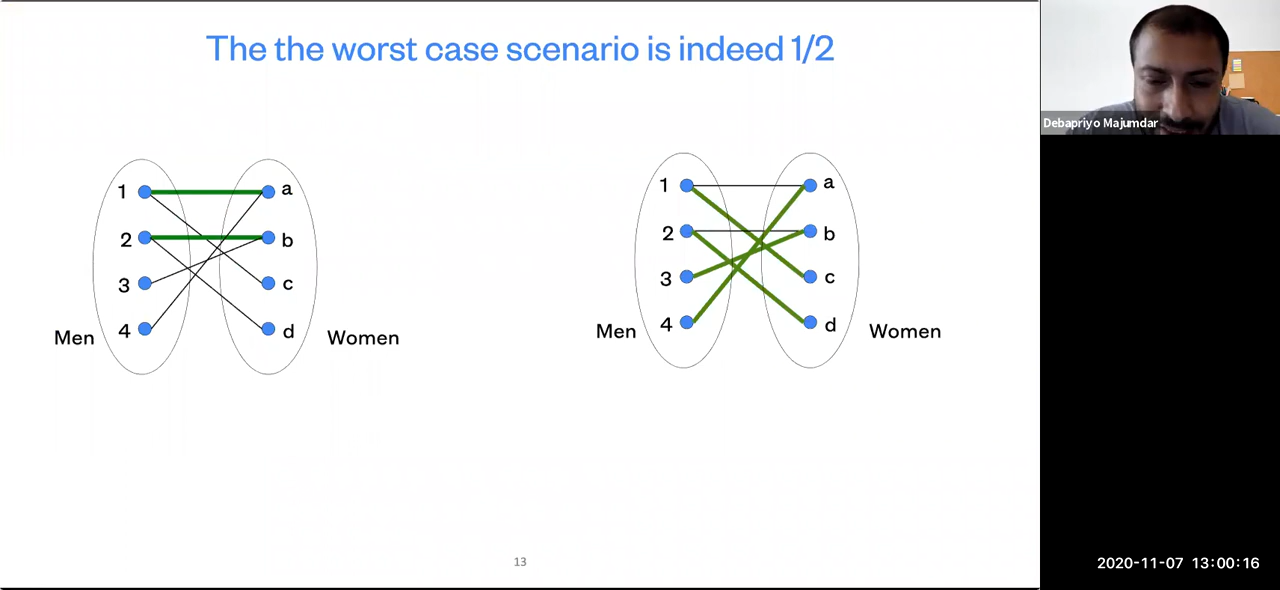 The the worst case scenario is indeed 1/2
Debapriyo Majumdar
1 a
2 b
3 c
4 d
Men Women
1 a
2 b
3 c
4 d
Men Women
13
2020-11-07 13:00:16